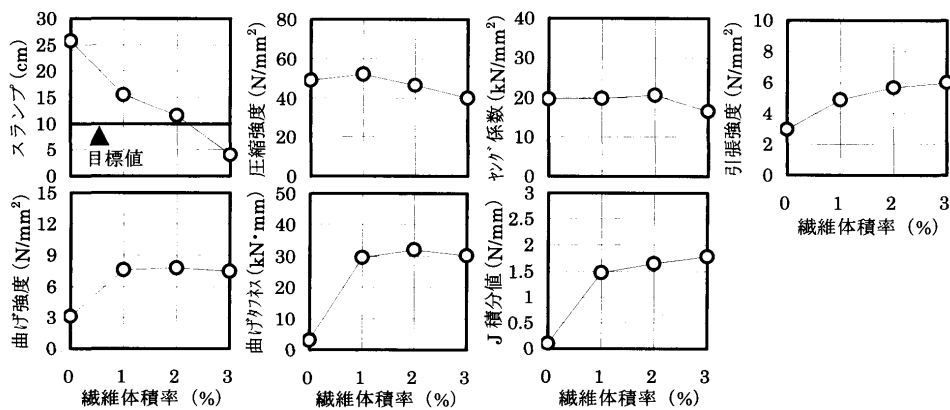 スランプ (cm)
30
25
20
15
10
5
0
目標値
圧縮強度 (N/mm²)
80
60
40
20
0
ヤング係数 (kN/mm²)
40
30
20
10
0
引張強度 (N/mm²)
10
8
6
4
2
0
0 1 2 3
繊維体積率 (%)
曲げ強度 (N/mm²)
15
12
9
6
3
0
0 1 2 3
繊維体積率 (%)
曲げタフネス (kN・mm)
50
40
30
20
10
0
0 1 2 3
繊維体積率 (%)
J積分値 (N/mm)
3
2.5
2
1.5
1
0.5
0
0 1 2 3
繊維体積率 (%)